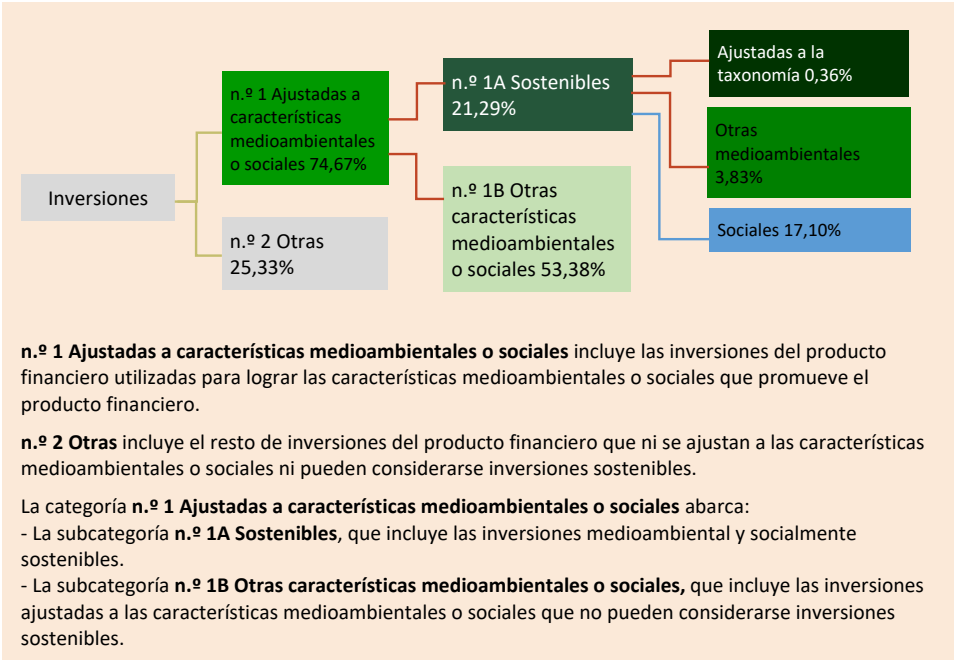 Inversiones
n.º 1 Ajustadas a
características
medioambientales
o sociales 74,67%
n.º 2 Otras
25,33%
n.º 1A Sostenibles
21,29%
n.º 1B Otras
características
medioambientales
o sociales 53,38%
Ajustadas a la
taxonomía 0,36%
Otras
medioambientales
3,83%
Sociales 17,10%
n.º 1 Ajustadas a características medioambientales o sociales incluye las inversiones del producto
financiero utilizadas para lograr las características medioambientales o sociales que promueve el
producto financiero.
n.º 2 Otras incluye el resto de inversiones del producto financiero que ni se ajustan a las características
medioambientales o sociales ni pueden considerarse inversiones sostenibles.
La categoría n.º 1 Ajustadas a características medioambientales o sociales abarca:
- La subcategoría n.º 1A Sostenibles, que incluye las inversiones medioambiental y socialmente
sostenibles.
- La subcategoría n.º 1B Otras características medioambientales o sociales, que incluye las inversiones
ajustadas a las características medioambientales o sociales que no pueden considerarse inversiones
sostenibles.